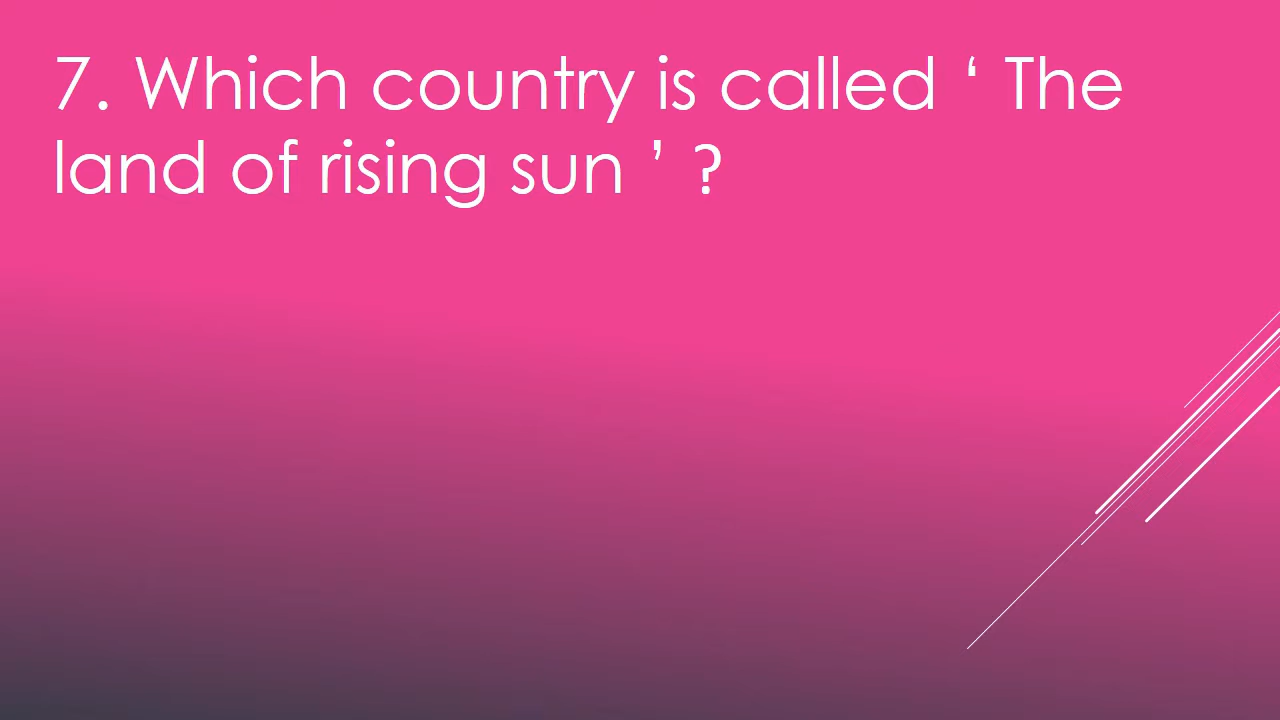 7. Which country is called ‘ The
land of rising sun ’ ?